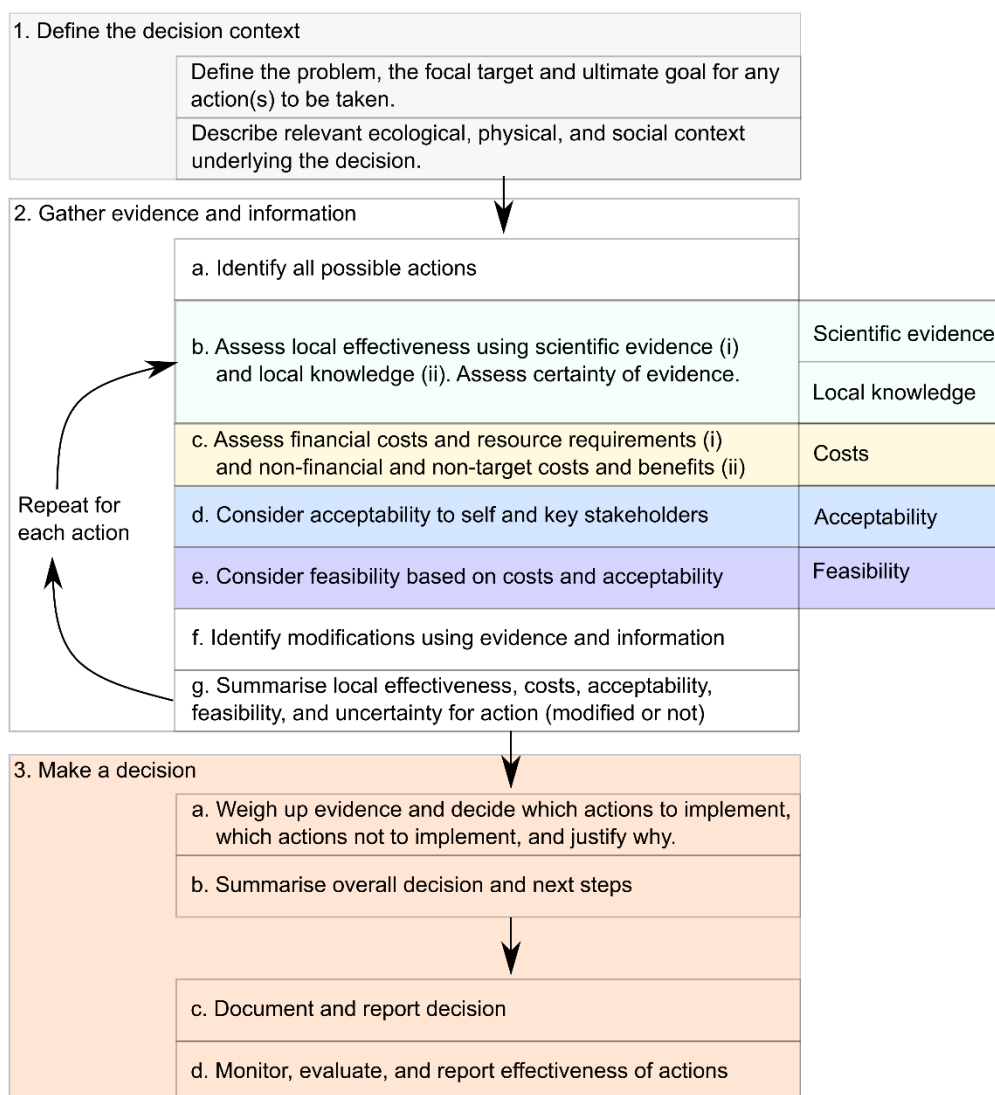 1. Define the decision context
Define the problem, the focal target and ultimate goal for any
action(s) to be taken.
Describe relevant ecological, physical, and social context
underlying the decision.
2. Gather evidence and information
a. Identify all possible actions
b. Assess local effectiveness using scientific evidence (i)
and local knowledge (ii). Assess certainty of evidence.
Scientific evidence
Local knowledge
c. Assess financial costs and resource requirements (i)
and non-financial and non-target costs and benefits (ii)
Costs
Repeat for
each action
d. Consider acceptability to self and key stakeholders
Acceptability
e. Consider feasibility based on costs and acceptability
Feasibility
f. Identify modifications using evidence and information
g. Summarise local effectiveness, costs, acceptability,
feasibility, and uncertainty for action (modified or not)
3. Make a decision
a. Weigh up evidence and decide which actions to implement,
which actions not to implement, and justify why.
b. Summarise overall decision and next steps
c. Document and report decision
d. Monitor, evaluate, and report effectiveness of actions